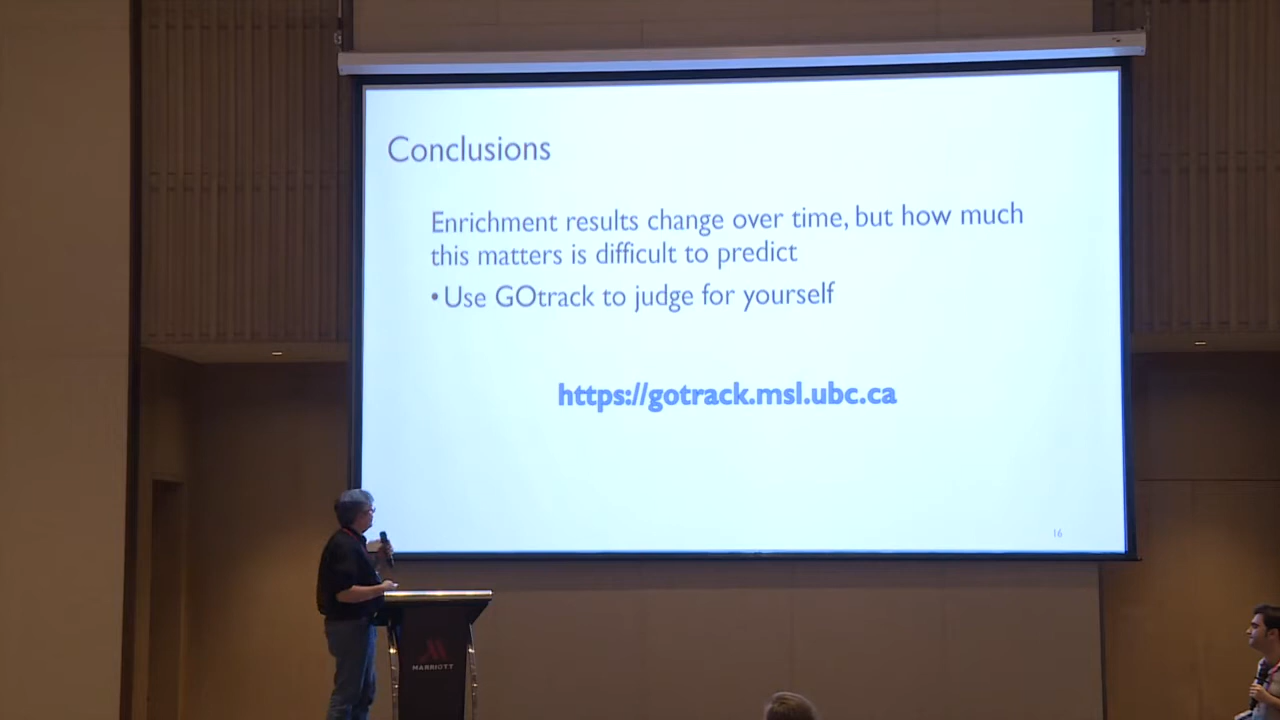 Conclusions
Enrichment results change over time, but how much
this matters is difficult to predict
• Use GOtrack to judge for yourself
https://gotrack.msl.ubc.ca
16
MARRIOTT